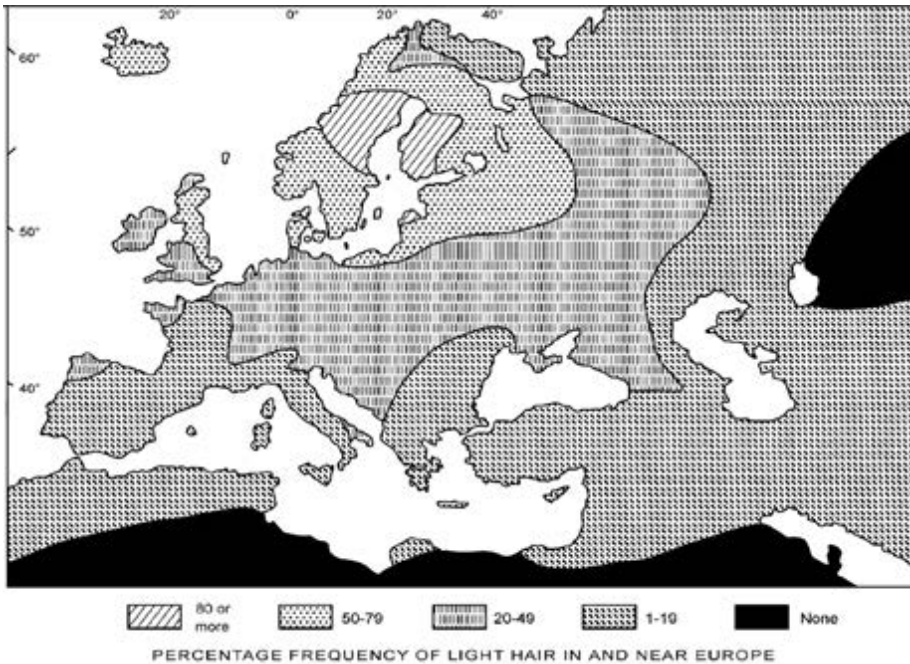 20° 0° 20° 40°
60°
50°
40°
80 or more
50-79
20-49
1-19
None
PERCENTAGE FREQUENCY OF LIGHT HAIR IN AND NEAR EUROPE